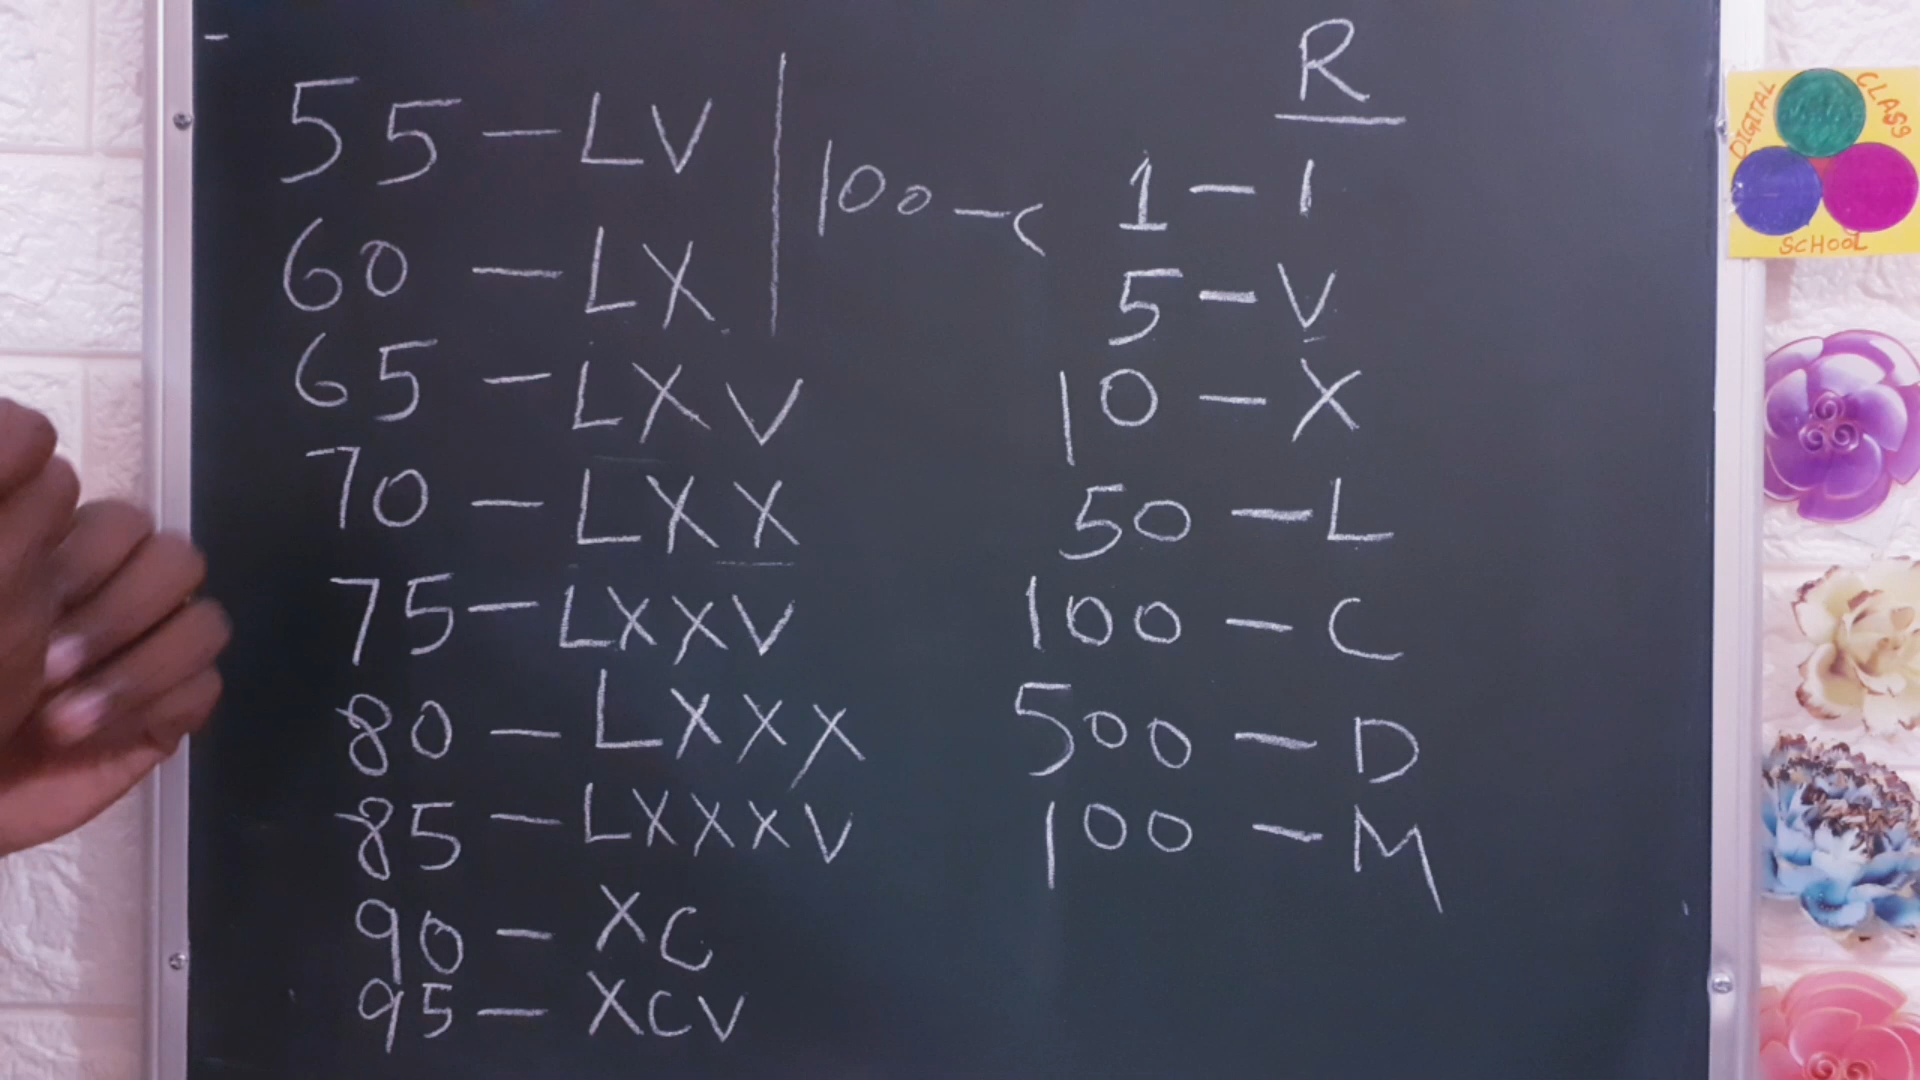 55 - LV
60 - LX
65 - LXV
70 - LXX
75 - LXXV
80 - LXXX
85 - LXXXV
90 - XC
95 - XCV
100 - C
R
1 - I
5 - V
10 - X
50 - L
100 - C
500 - D
100 - M
DIGITAL CLASS
SCHOOL